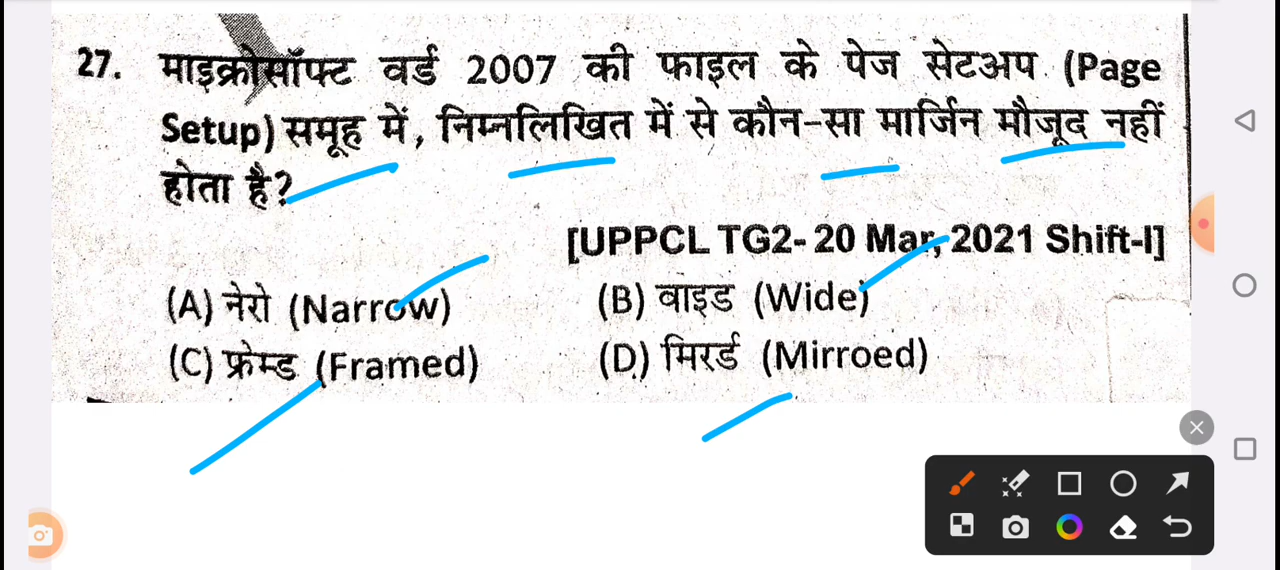 27. माइक्रोसॉफ्ट वर्ड 2007 की फाइल के पेज सेटअप (Page
Setup) समूह में, निम्नलिखित में से कौन-सा मार्जिन मौजूद नहीं
होता है?
[UPPCL TG2- 20 Mar, 2021 Shift-I]
(A) नेरो (Narrow) (B) वाइड (Wide)
(C) फ्रेम्ड (Framed) (D) मिरर्ड (Mirroed)